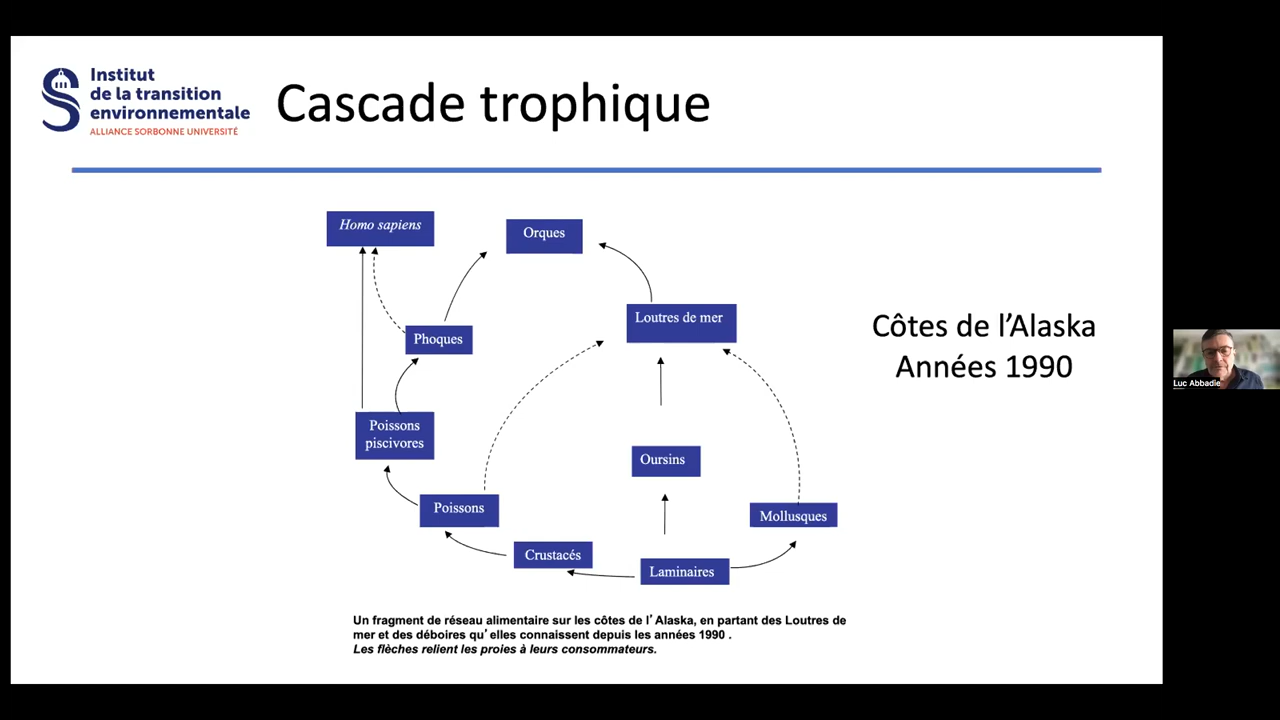 Institut
de la transition
environnementale
ALLIANCE SORBONNE UNIVERSITÉ
Cascade trophique
Homo sapiens
Orques
Loutres de mer
Phoques
Côtes de l’Alaska
Années 1990
Poissons
piscivores
Oursins
Poissons
Mollusques
Crustacés
Laminaires
Un fragment de réseau alimentaire sur les côtes de l’Alaska, en partant des Loutres de
mer et des déboires qu’elles connaissent depuis les années 1990 .
Les flèches relient les proies à leurs consommateurs.
Luc Abbadie